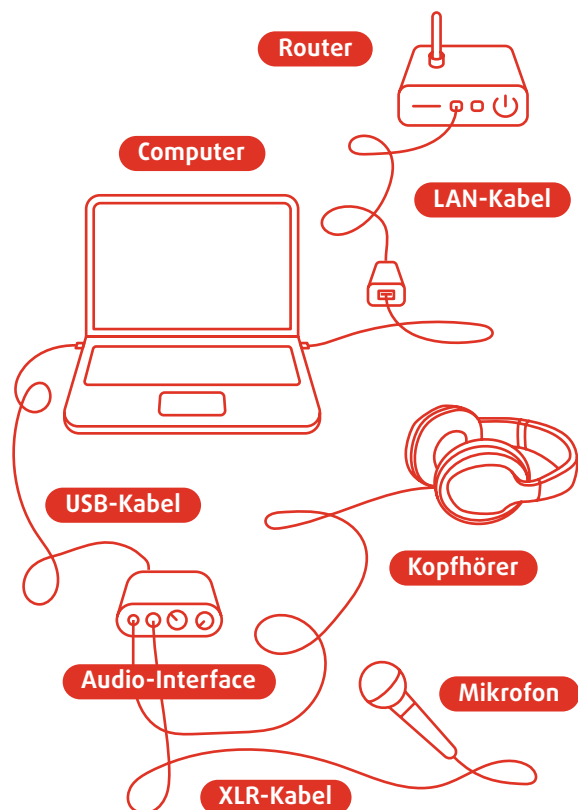 Router
Computer
LAN-Kabel
USB-Kabel
Kopfhörer
Audio-Interface
Mikrofon
XLR-Kabel